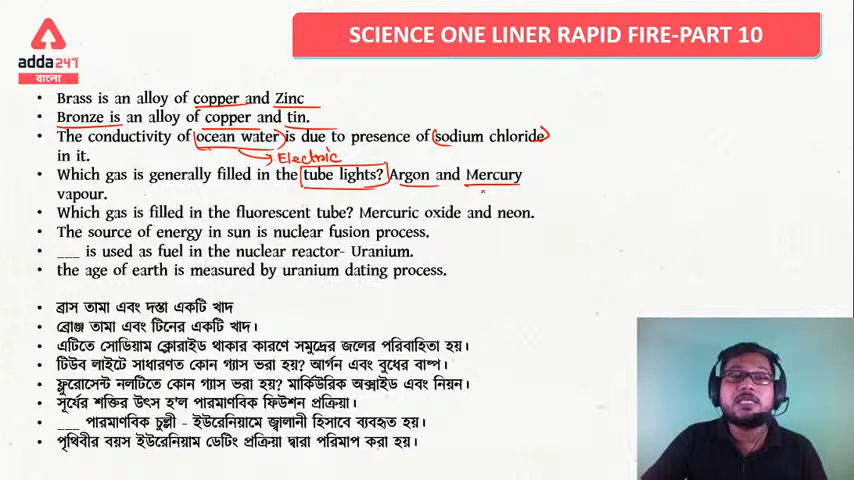 SCIENCE ONE LINER RAPID FIRE-PART 10
adda247
বাংলা
Brass is an alloy of copper and Zinc
Bronze is an alloy of copper and tin.
The conductivity of ocean water is due to presence of sodium chloride
in it.
Electric
Which gas is generally filled in the tube lights? Argon and Mercury
vapour.
Which gas is filled in the fluorescent tube? Mercuric oxide and neon.
The source of energy in sun is nuclear fusion process.
___ is used as fuel in the nuclear reactor- Uranium.
the age of earth is measured by uranium dating process.
ব্রাস তামা এবং দস্তা একটি খাদ
ব্রোঞ্জ তামা এবং টিনের একটি খাদ।
এটিতে সোডিয়াম ক্লোরাইড থাকার কারণে সমুদ্রের জলের পরিবাহিতা হয়।
টিউব লাইটে সাধারণত কোন গ্যাস ভরা হয়? আর্গন এবং বুধের বাষ্প।
ফ্লুরোসেন্ট নলটিতে কোন গ্যাস ভরা হয়? মার্কিউরিক অক্সাইড এবং নিয়ন।
সূর্যের শক্তির উৎস হ'ল পারমাণবিক ফিউশন প্রক্রিয়া।
___ পারমাণবিক চুল্লী - ইউরেনিয়ামে জ্বালানী হিসাবে ব্যবহৃত হয়।
পৃথিবীর বয়স ইউরেনিয়াম ডেটিং প্রক্রিয়া দ্বারা পরিমাপ করা হয়।